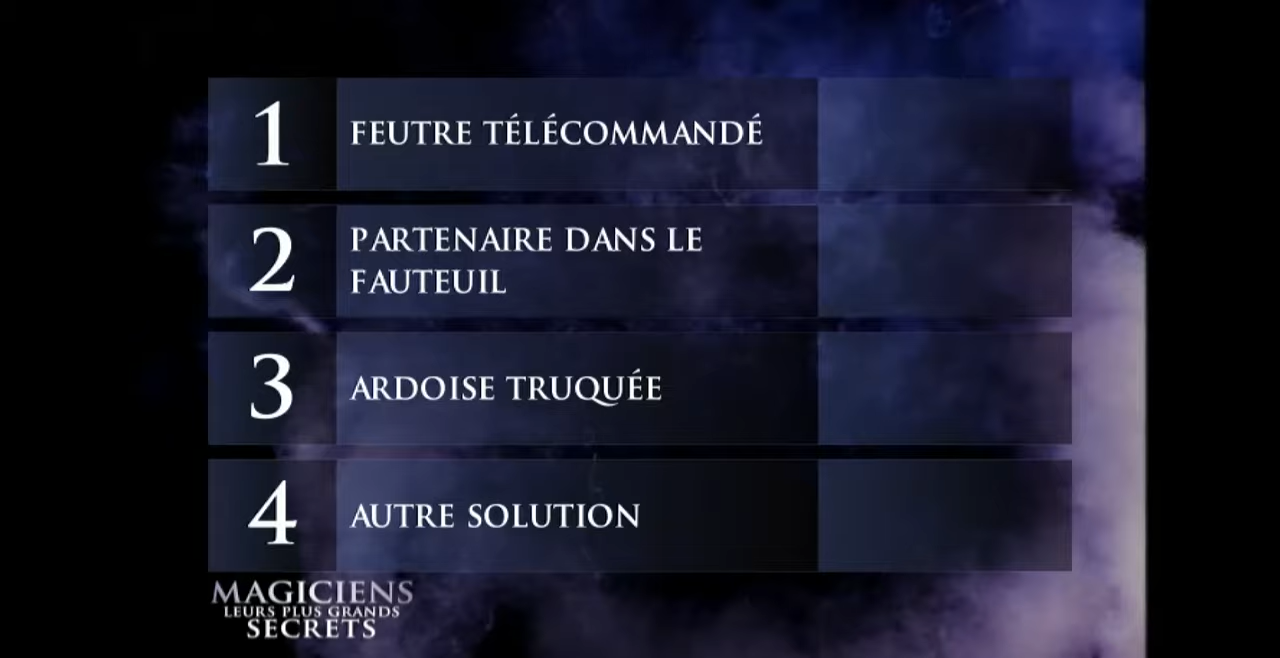 1
FEUTRE TÉLÉCOMMANDÉ
2
PARTENAIRE DANS LE
FAUTEUIL
3
ARDOISE TRUQUÉE
4
AUTRE SOLUTION
MAGICIENS
LEURS PLUS GRANDS
SECRETS